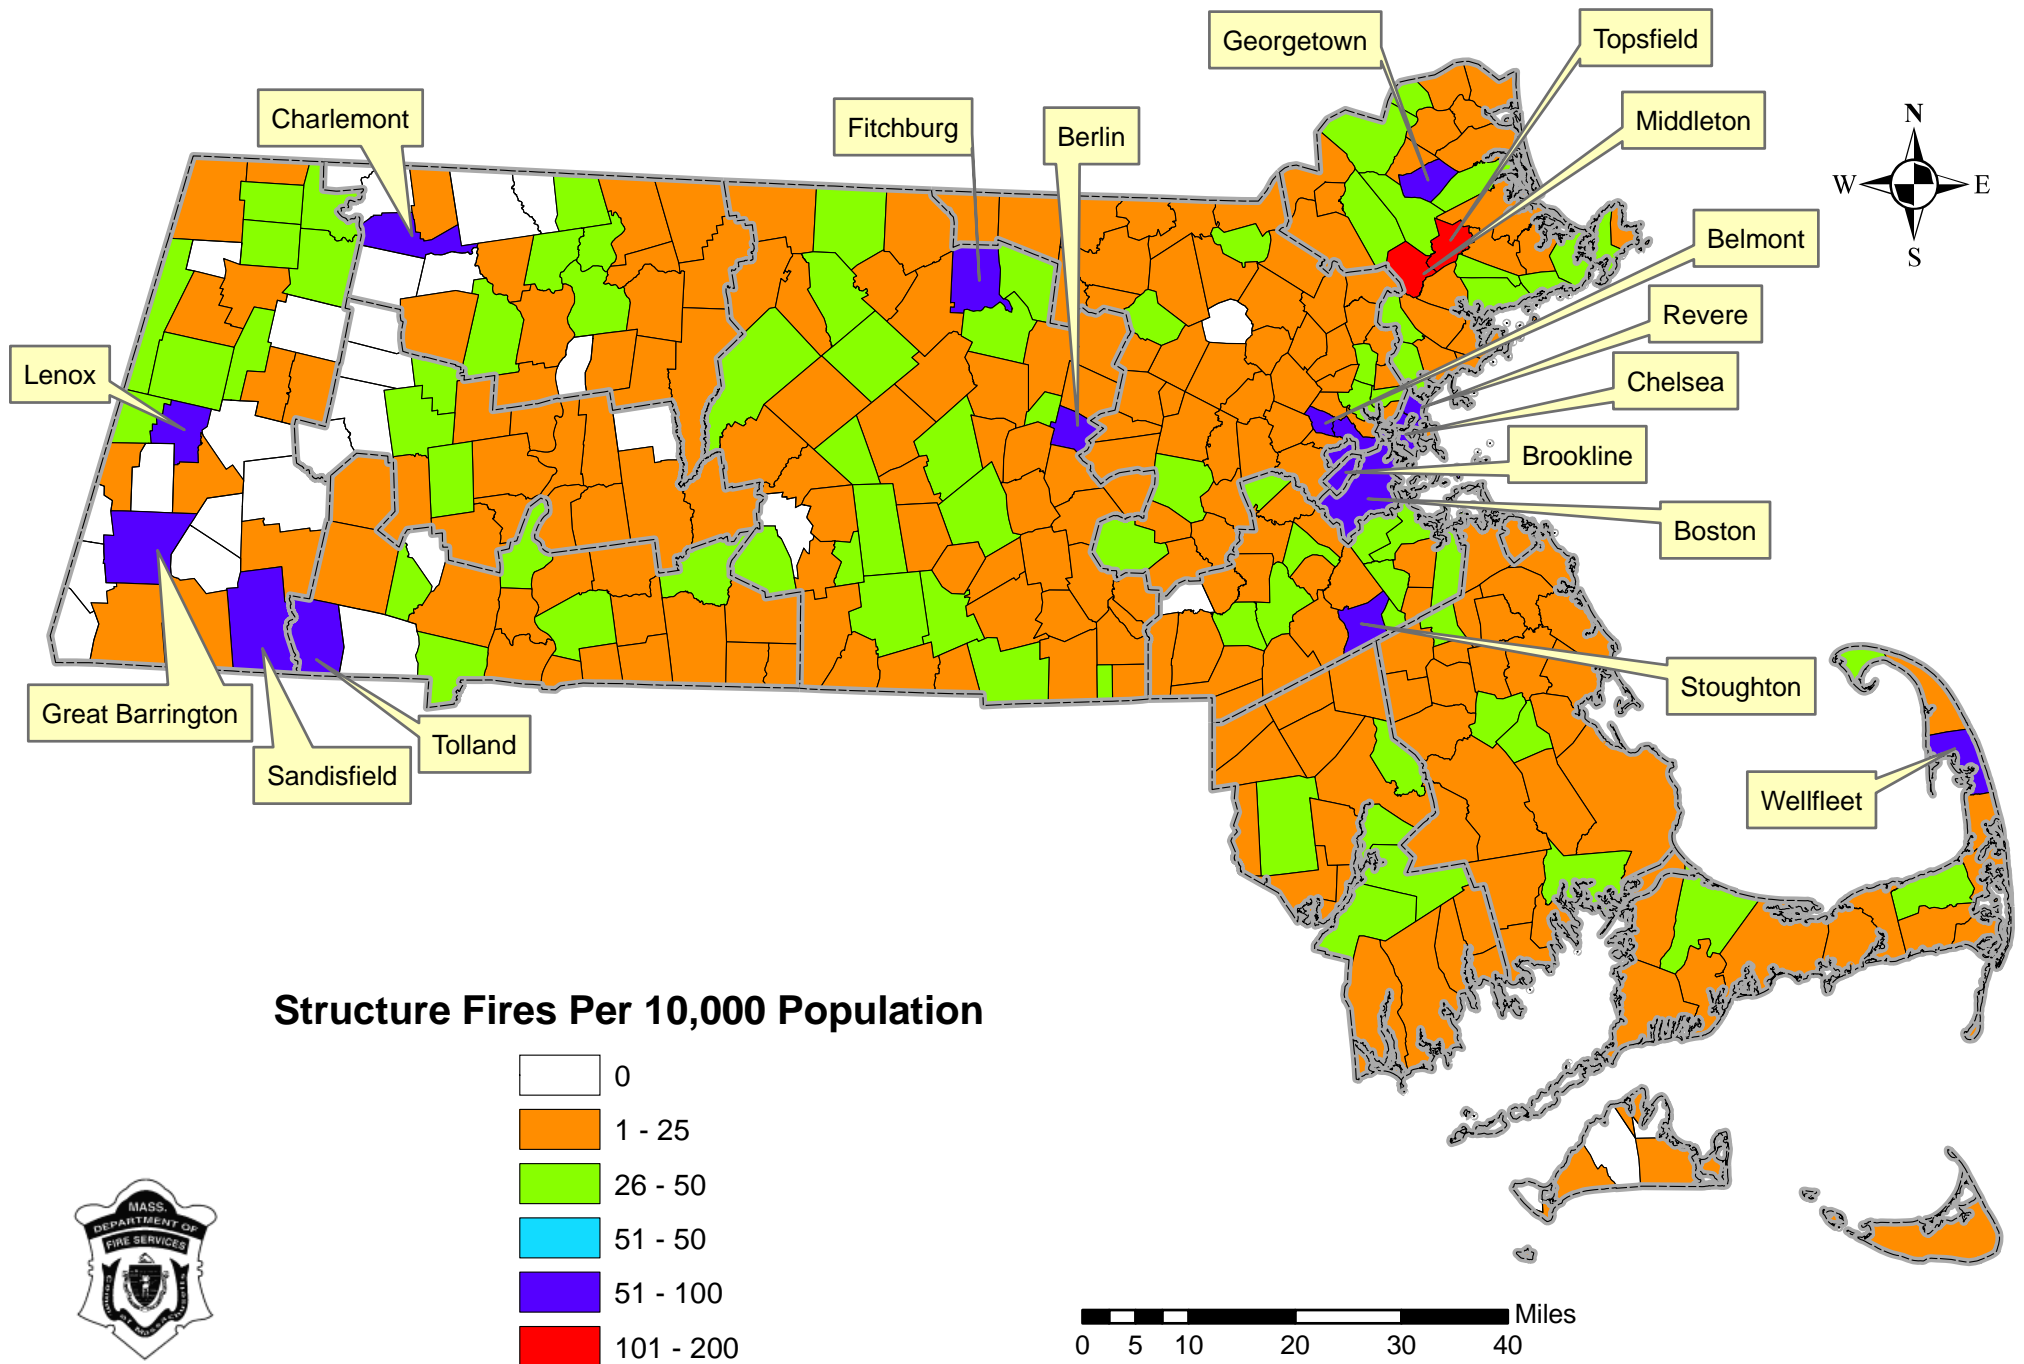 Georgetown
Topsfield
Charlemont
Fitchburg
Berlin
Middleton
N
W
E
S
Belmont
Revere
Lenox
Chelsea
Brookline
Boston
Great Barrington
Sandisfield
Tolland
Stoughton
Wellfleet
Structure Fires Per 10,000 Population
0
1 - 25
26 - 50
51 - 50
51 - 100
101 - 200
MASS.
DEPARTMENT OF
FIRE SERVICES
Miles
0 5 10 20 30 40